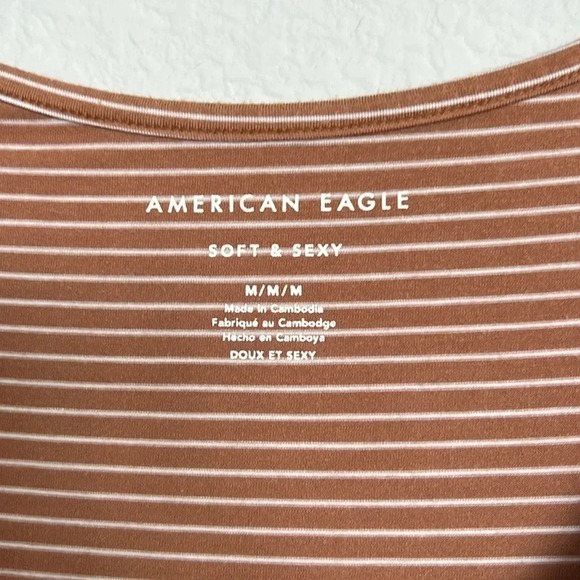 AMERICAN EAGLE
SOFT & SEXY
M/M/M
Made in Cambodia
Fabriqué au Cambodge
Hecho en Camboya
DOUX ET SEXY